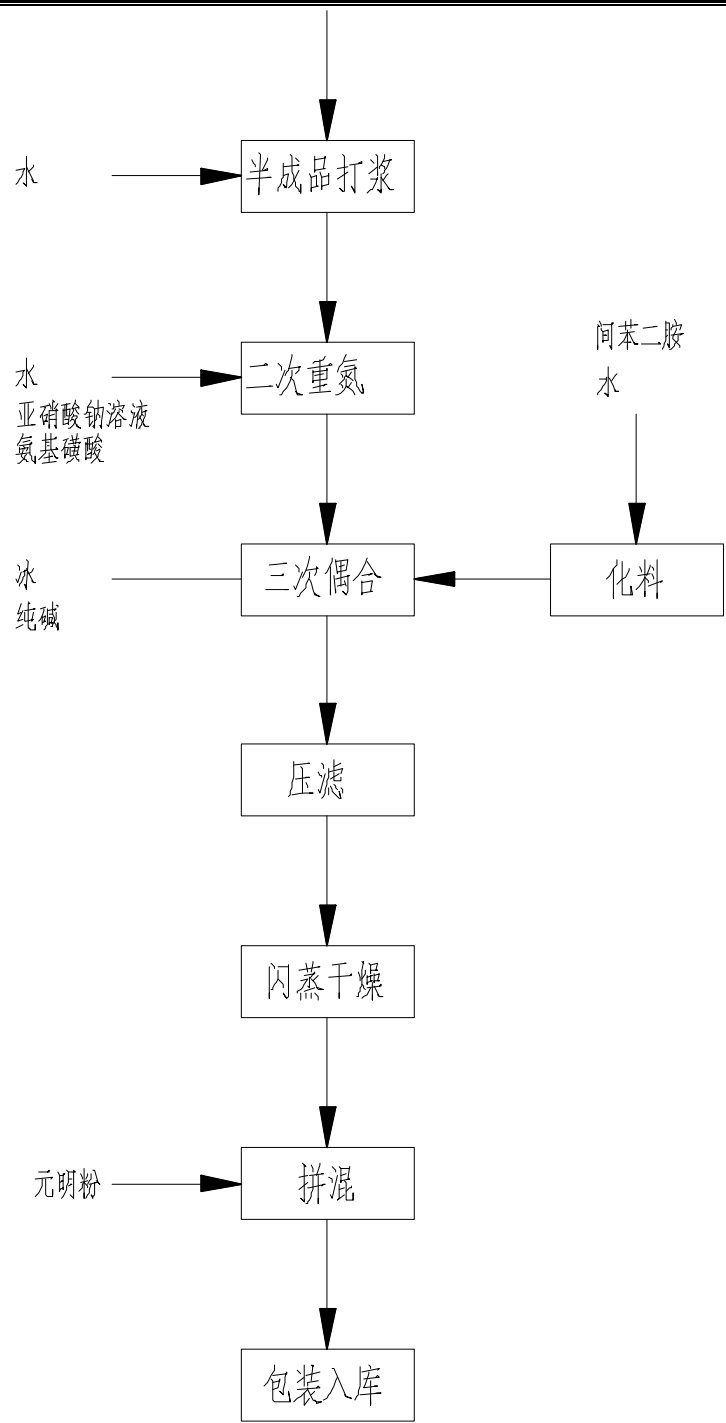 水
半成品打浆
间苯二胺
水
水
亚硝酸钠溶液
氨基磺酸
二次重氮
冰
纯碱
三次偶合
化料
压滤
闪蒸干燥
元明粉
拼混
包装入库